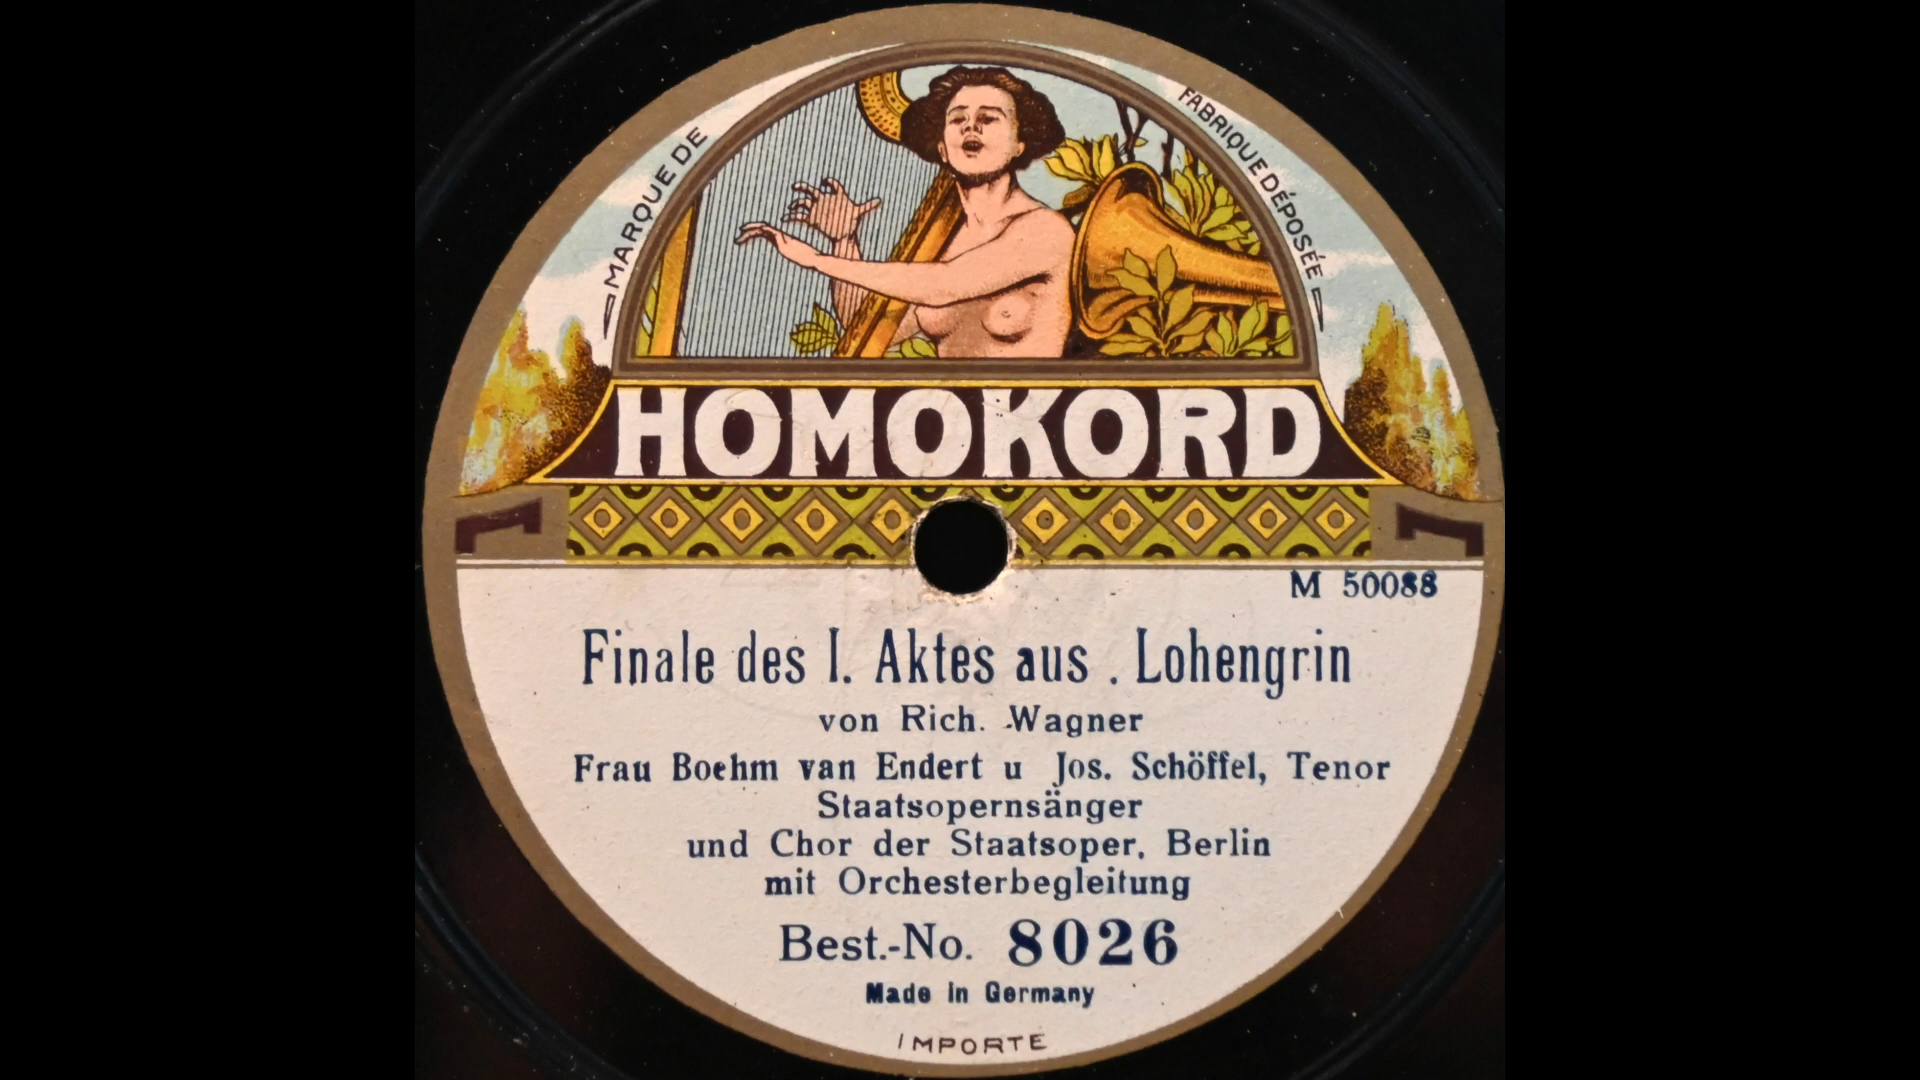 MARQUE DE
FABRIQUE DÉPOSÉE
HOMOKORD
M 50088
Finale des I. Aktes aus . Lohengrin
von Rich. Wagner
Frau Boehm van Endert u Jos. Schöffel, Tenor
Staatsopernsänger
und Chor der Staatsoper, Berlin
mit Orchesterbegleitung
Best.-No. 8026
Made in Germany
IMPORTE